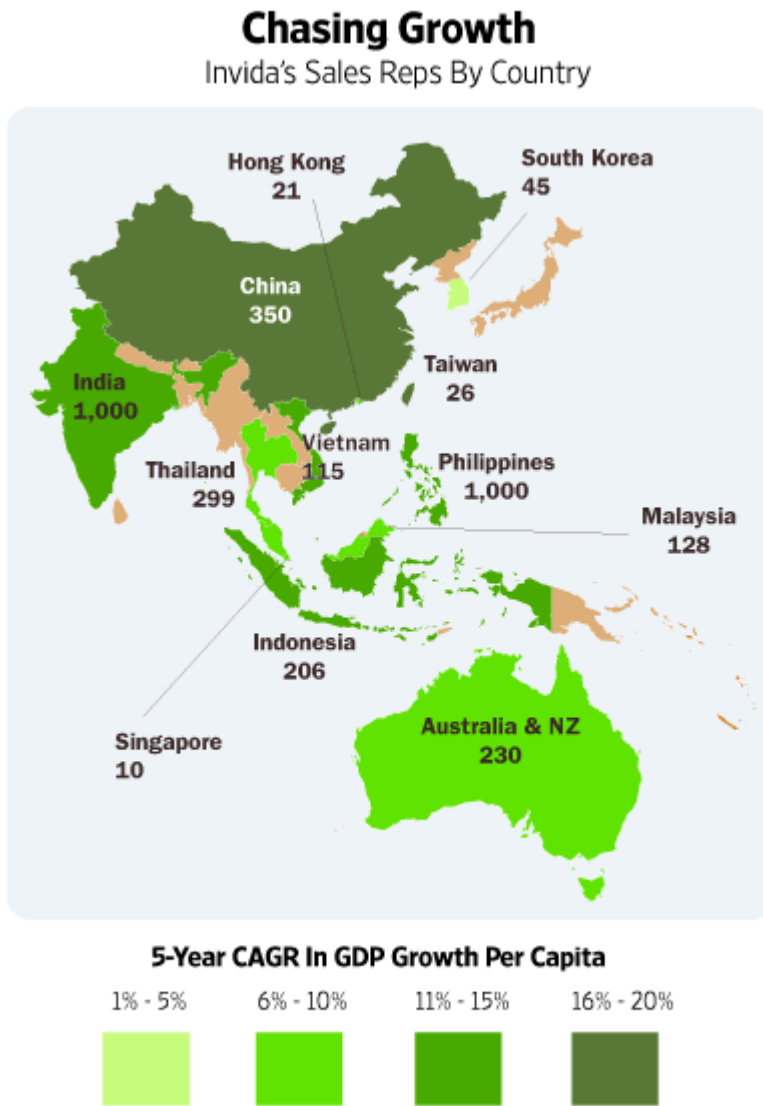 Chasing Growth
Invida's Sales Reps By Country
Hong Kong
21
South Korea
45
China
350
Taiwan
26
India
1,000
Vietnam
115
Thailand
299
Philippines
1,000
Malaysia
128
Indonesia
206
Singapore
10
Australia & NZ
230
5-Year CAGR In GDP Growth Per Capita
1% - 5%
6% - 10%
11% - 15%
16% - 20%